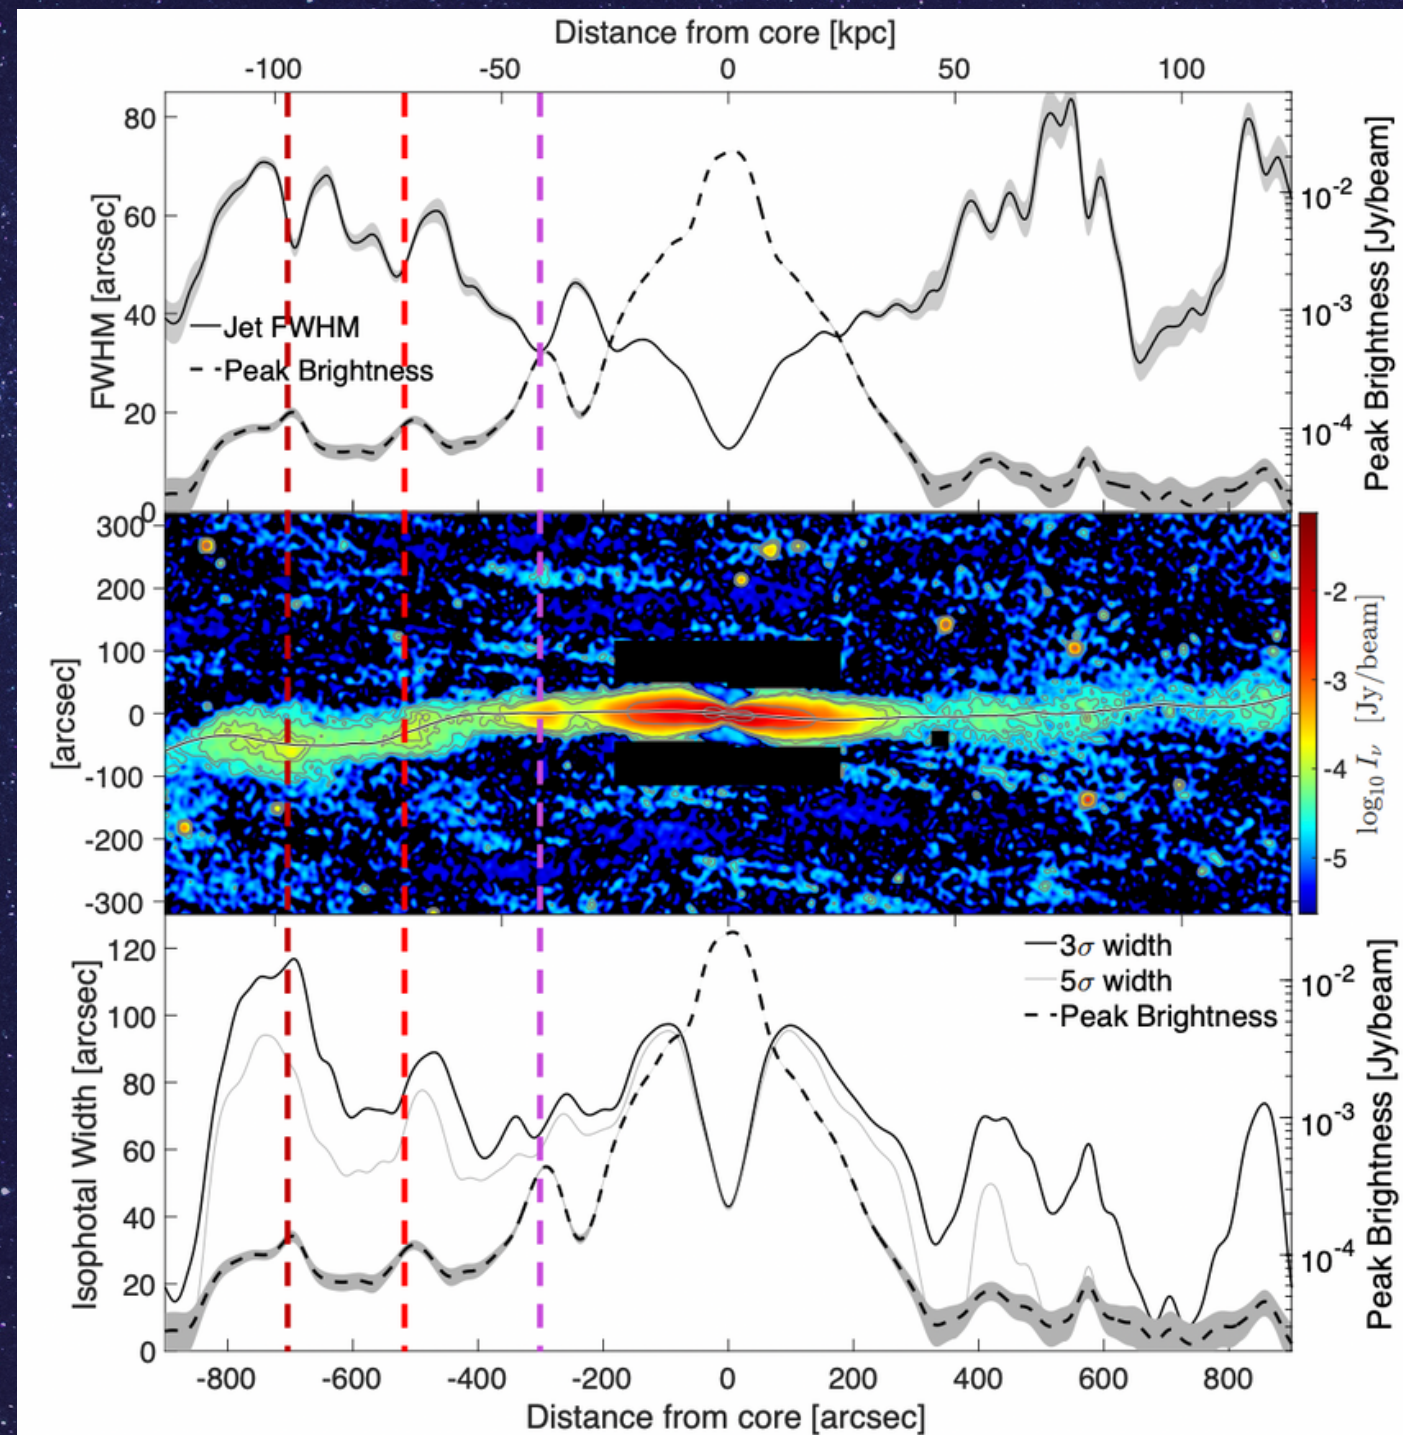 Distance from core [kpc]
-100 -50 0 50 100
80
60
40
20
0
FWHM [arcsec]
Jet FWHM
Peak Brightness
10-2
10-3
10-4
Peak Brightness [Jy/beam]
300
200
100
0
-100
-200
-300
[arcsec]
-2
-3
-4
-5
log10 Iν [Jy/beam]
120
100
80
60
40
20
0
Isophotal Width [arcsec]
3σ width
5σ width
Peak Brightness
10-2
10-3
10-4
Peak Brightness [Jy/beam]
-800 -600 -400 -200 0 200 400 600 800
Distance from core [arcsec]